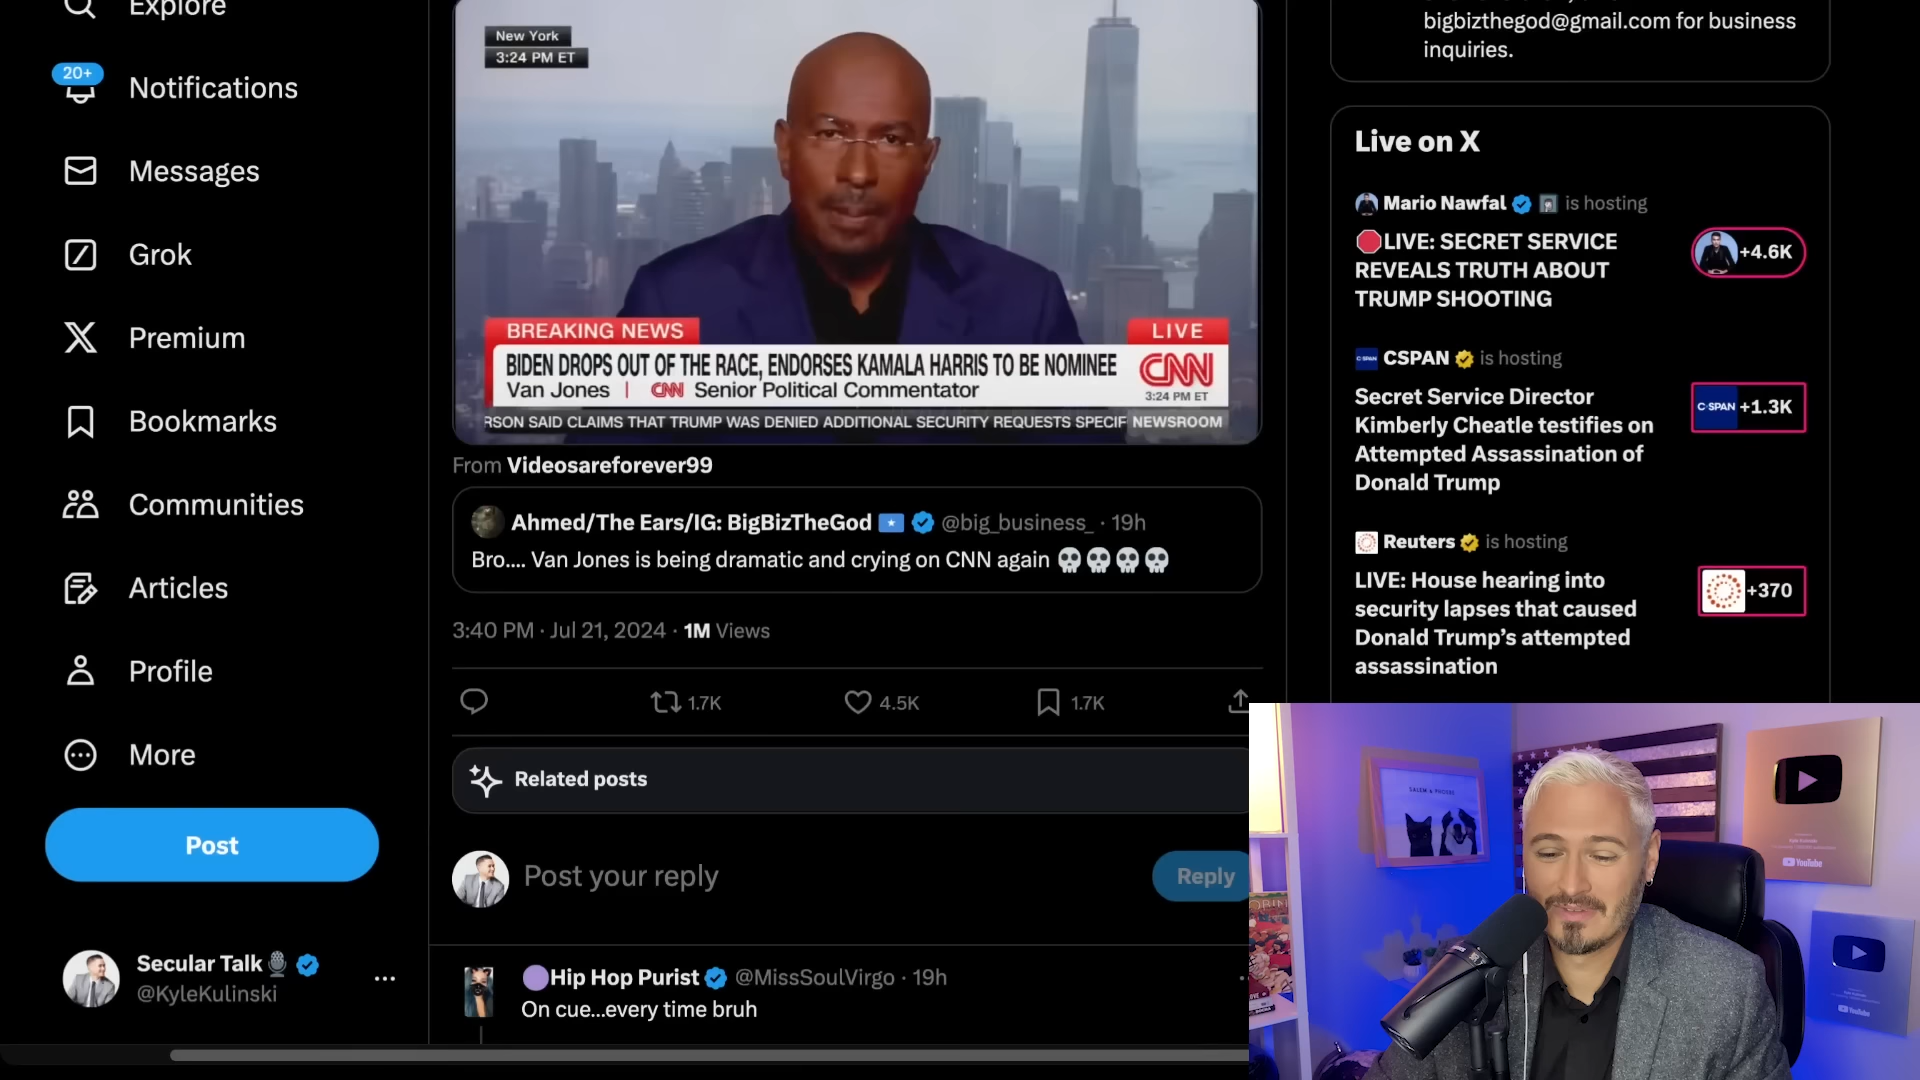 Explore
20+
Notifications
Messages
Grok
Premium
Bookmarks
Communities
Articles
Profile
More
Post
Secular Talk
@KyleKulinski
New York
3:24 PM ET
BREAKING NEWS
LIVE
BIDEN DROPS OUT OF THE RACE, ENDORSES KAMALA HARRIS TO BE NOMINEE
CNN
Van Jones | CNN Senior Political Commentator
3:24 PM ET
RSON SAID CLAIMS THAT TRUMP WAS DENIED ADDITIONAL SECURITY REQUESTS SPECIF
NEWSROOM
From Videosareforever99
Ahmed/The Ears/IG: BigBizTheGod @big_business_ · 19h
Bro.... Van Jones is being dramatic and crying on CNN again 💀💀💀💀
3:40 PM · Jul 21, 2024 · 1M Views
1.7K
4.5K
1.7K
Related posts
Post your reply
Reply
Hip Hop Purist @MissSoulVirgo · 19h
On cue...every time bruh
bigbizthegod@gmail.com for business
inquiries.
Live on X
Mario Nawfal is hosting
🛑LIVE: SECRET SERVICE
REVEALS TRUTH ABOUT
TRUMP SHOOTING
+4.6K
CSPAN is hosting
Secret Service Director
Kimberly Cheatle testifies on
Attempted Assassination of
Donald Trump
C-SPAN
+1.3K
Reuters is hosting
LIVE: House hearing into
security lapses that caused
Donald Trump's attempted
assassination
+370
SALEM & PHOEBE
YouTube
YouTube